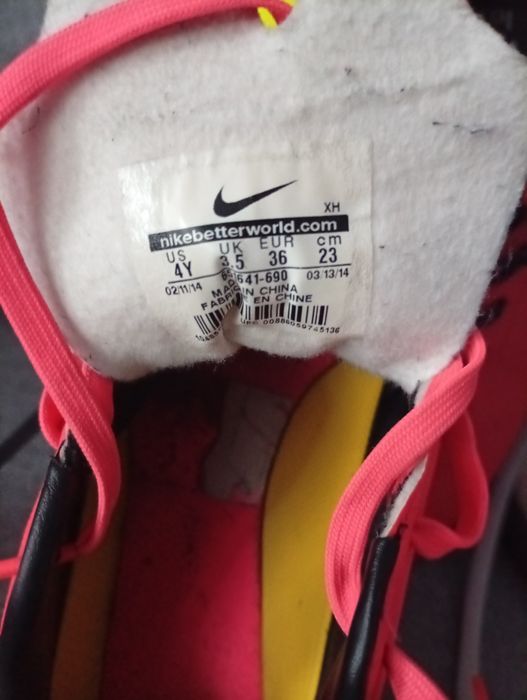 XH
nikebetterworld.com
US UK EUR cm
4Y 3.5 36 23
02/11/14 641-690 03/13/14
MADE IN CHINA
EN CHINE
00886059745136